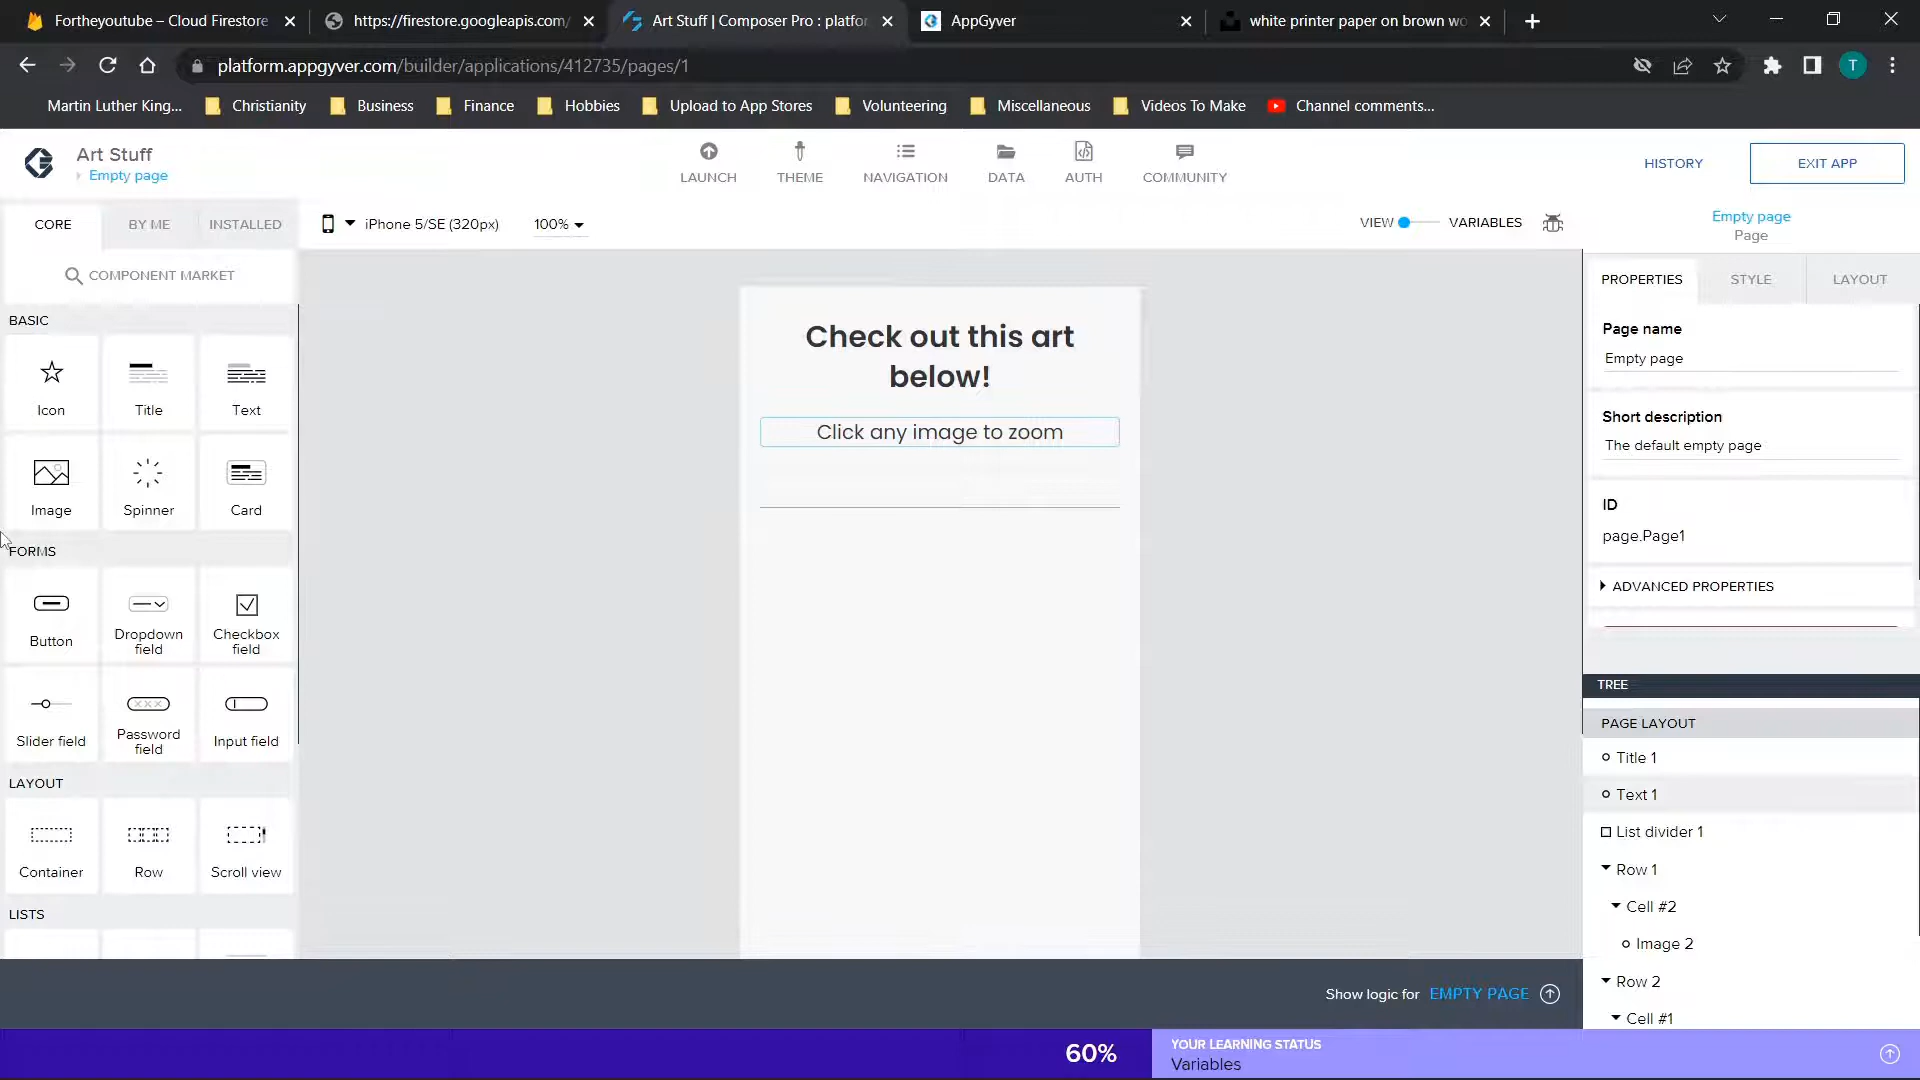 Fortheyoutube – Cloud Firestore
https://firestore.googleapis.com/
Art Stuff | Composer Pro : platfor
AppGyver
white printer paper on brown wo
platform.appgyver.com/builder/applications/412735/pages/1
T
Martin Luther King...
Christianity
Business
Finance
Hobbies
Upload to App Stores
Volunteering
Miscellaneous
Videos To Make
Channel comments...
Art Stuff
Empty page
LAUNCH
THEME
NAVIGATION
DATA
AUTH
COMMUNITY
HISTORY
EXIT APP
CORE
BY ME
INSTALLED
iPhone 5/SE (320px)
100%
VIEW
VARIABLES
Empty page
Page
COMPONENT MARKET
PROPERTIES
STYLE
LAYOUT
BASIC
Icon
Title
Text
Image
Spinner
Card
FORMS
Button
Dropdown
field
Checkbox
field
Slider field
Password
field
Input field
LAYOUT
Container
Row
Scroll view
LISTS
Check out this art
below!
Click any image to zoom
Page name
Empty page
Short description
The default empty page
ID
page.Page1
ADVANCED PROPERTIES
TREE
PAGE LAYOUT
Title 1
Text 1
List divider 1
Row 1
Cell #2
Image 2
Row 2
Cell #1
Show logic for EMPTY PAGE
60%
YOUR LEARNING STATUS
Variables